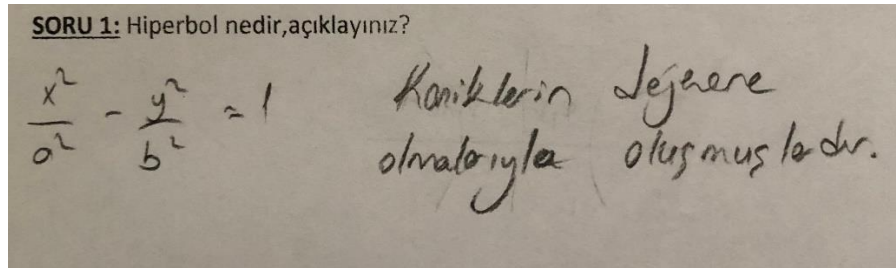 SORU 1: Hiperbol nedir,açıklayınız?
x²/a² - y²/b² = 1
Koniklerin dejenere
olmalarıyla oluşmuşlardır.